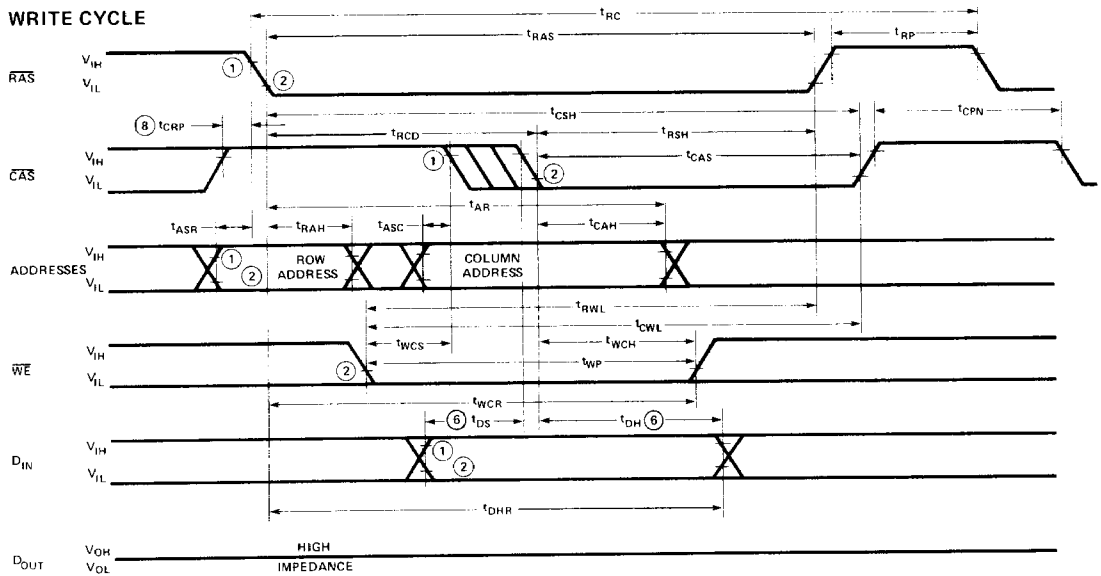 WRITE CYCLE
tRC
tRAS
tRP
RAS
VIH
VIL
①
②
tCSH
⑧ tCRP
tCPN
tRCD
tRSH
CAS
VIH
VIL
①
②
tCAS
tAR
tASR
tRAH
tASC
tCAH
ADDRESSES
VIH
VIL
①
②
ROW
ADDRESS
COLUMN
ADDRESS
tRWL
tCWL
tWCS
tWCH
WE
VIH
VIL
②
tWP
tWCR
⑥ tDS
tDH ⑥
DIN
VIH
VIL
①
②
tDHR
DOUT
VOH
VOL
HIGH
IMPEDANCE